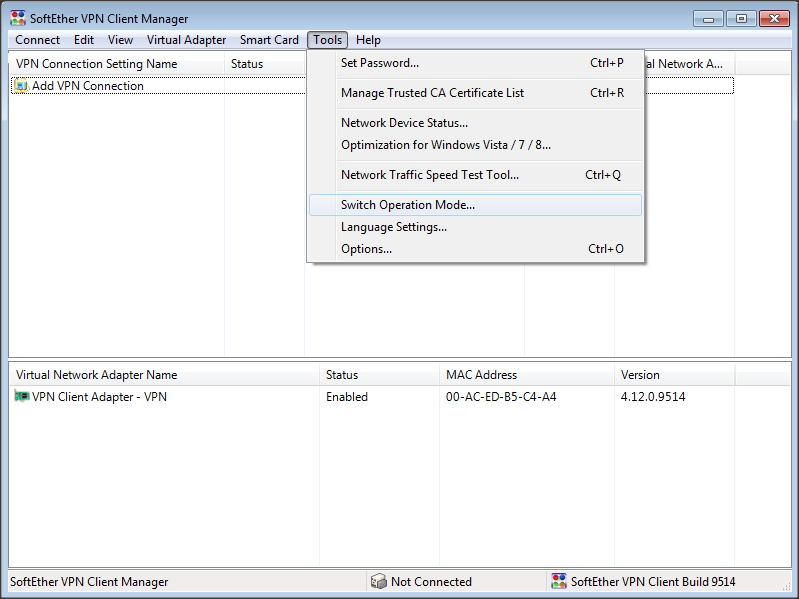 SoftEther VPN Client Manager
Connect Edit View Virtual Adapter Smart Card Tools Help
VPN Connection Setting Name Status al Network A...
Add VPN Connection
Set Password... Ctrl+P
Manage Trusted CA Certificate List Ctrl+R
Network Device Status...
Optimization for Windows Vista / 7 / 8...
Network Traffic Speed Test Tool... Ctrl+Q
Switch Operation Mode...
Language Settings...
Options... Ctrl+O
Virtual Network Adapter Name Status MAC Address Version
VPN Client Adapter - VPN Enabled 00-AC-ED-B5-C4-A4 4.12.0.9514
SoftEther VPN Client Manager Not Connected SoftEther VPN Client Build 9514